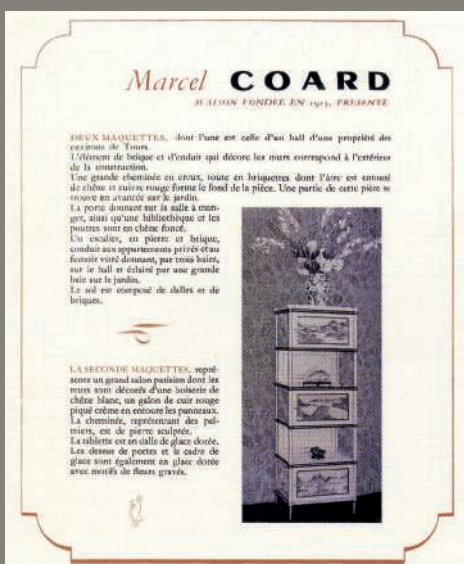 Marcel COARD
MAISON FONDÉE EN 1913, PRÉSENTE
DEUX MAQUETTES, dont l'une est celle d'un hall d'une propriété des
environs de Tours.
L'élément de brique et d'enduit qui décore les murs correspond à l'extérieur
de la construction.
Une grande cheminée en creux, toute en briquettes dont l'âtre est entouré
de chêne et cuivre rouge forme le fond de la pièce. Une partie de cette pièce se
trouve en avancée sur le jardin.
La porte donnant sur la salle à man-
ger, ainsi qu'une bibliothèque et les
poutres sont en chêne foncé.
Un escalier, en pierre et brique,
conduit aux appartements privés et au
fumoir vitré donnant, par trois baies,
sur le hall et éclairé par une grande
baie sur le jardin.
Le sol est composé de dalles et de
briques.
LA SECONDE MAQUETTES, repré-
sente un grand salon parisien dont les
murs sont décorés d'une boiserie de
chêne blanc, un galon de cuir rouge
piqué crème en entoure les panneaux.
La cheminée, représentant des pal-
miers, est de pierre sculptée.
La tablette est en dalle de glace dorée.
Les dessus de portes et le cadre de
glace sont également en glace dorée
avec motifs de fleurs gravés.